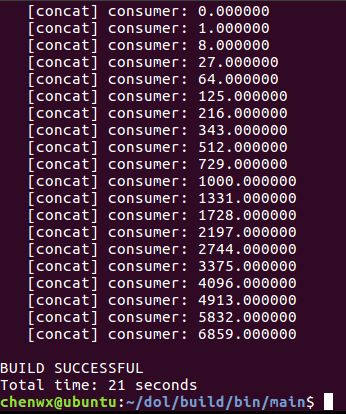 [concat] consumer: 0.000000
[concat] consumer: 1.000000
[concat] consumer: 8.000000
[concat] consumer: 27.000000
[concat] consumer: 64.000000
[concat] consumer: 125.000000
[concat] consumer: 216.000000
[concat] consumer: 343.000000
[concat] consumer: 512.000000
[concat] consumer: 729.000000
[concat] consumer: 1000.000000
[concat] consumer: 1331.000000
[concat] consumer: 1728.000000
[concat] consumer: 2197.000000
[concat] consumer: 2744.000000
[concat] consumer: 3375.000000
[concat] consumer: 4096.000000
[concat] consumer: 4913.000000
[concat] consumer: 5832.000000
[concat] consumer: 6859.000000
BUILD SUCCESSFUL
Total time: 21 seconds
chenwx@ubuntu:~/dol/build/bin/main$